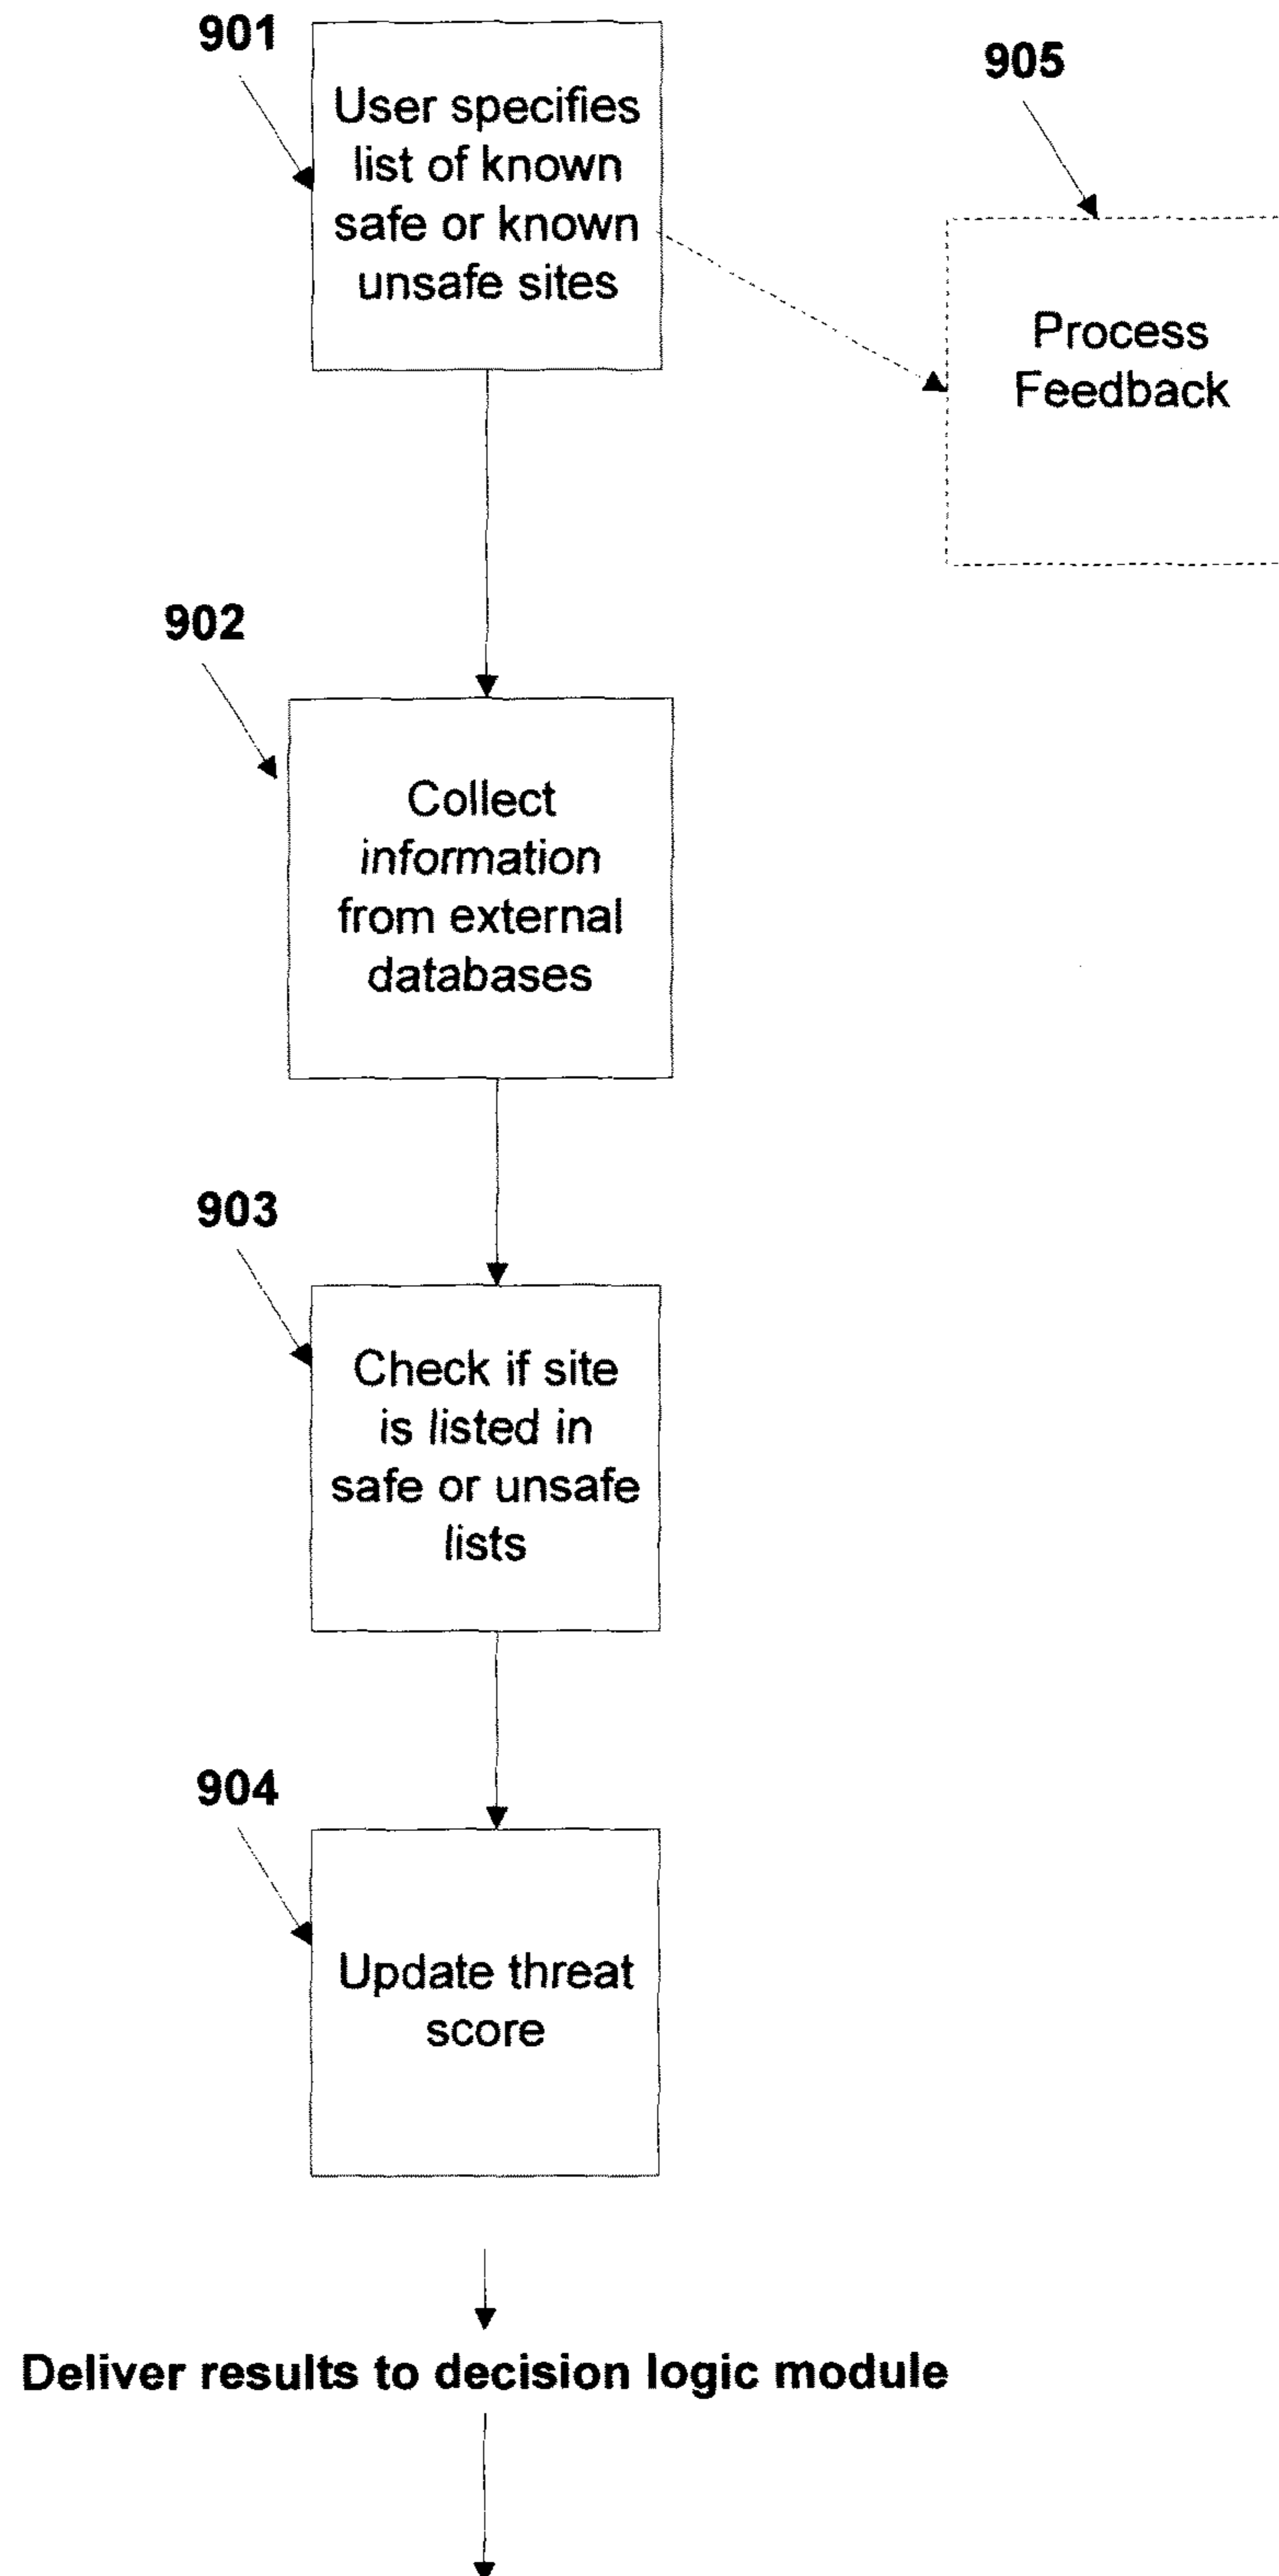 901
User specifies
list of known
safe or known
unsafe sites
905
Process
Feedback
902
Collect
information
from external
databases
903
Check if site
is listed in
safe or unsafe
lists
904
Update threat
score
Deliver results to decision logic module